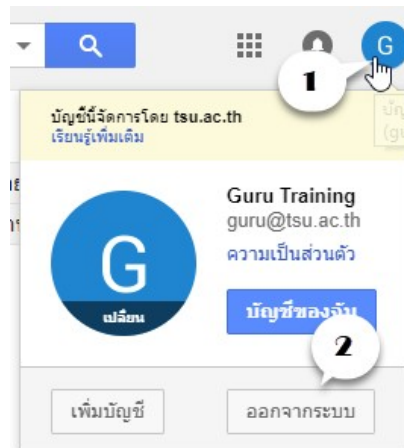 G
1
บัญชีนี้จัดการโดย tsu.ac.th
เรียนรู้เพิ่มเติม
Guru Training
guru@tsu.ac.th
ความเป็นส่วนตัว
G
เปลี่ยน
บัญชีของฉัน
2
เพิ่มบัญชี
ออกจากระบบ